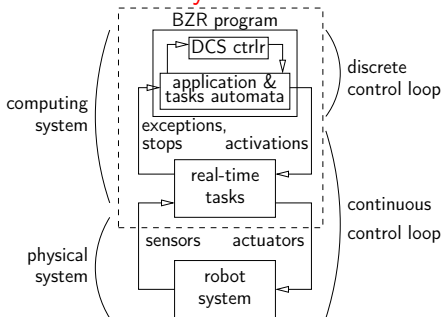 BZR program
DCS ctrlr
application &
tasks automata
discrete
control loop
computing
system
exceptions,
stops
activations
real-time
tasks
continuous
control loop
sensors
actuators
physical
system
robot
system